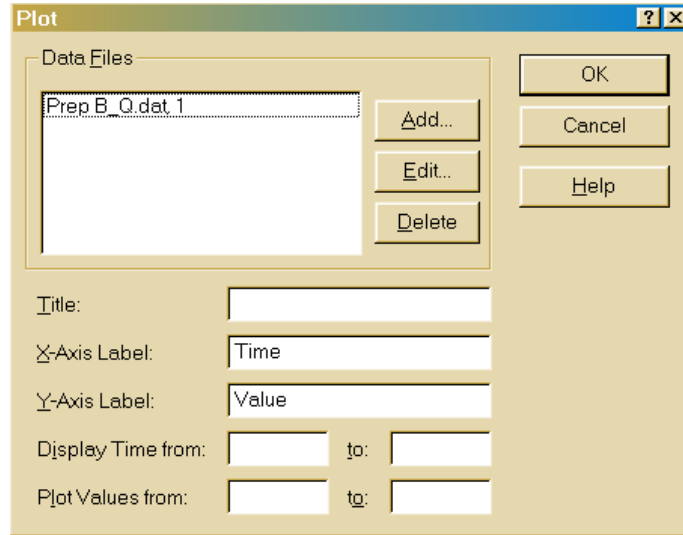 Plot
Data Files
Prep B_Q.dat, 1
Add...
Edit...
Delete
OK
Cancel
Help
Title:
X-Axis Label: Time
Y-Axis Label: Value
Display Time from: to:
Plot Values from: to: